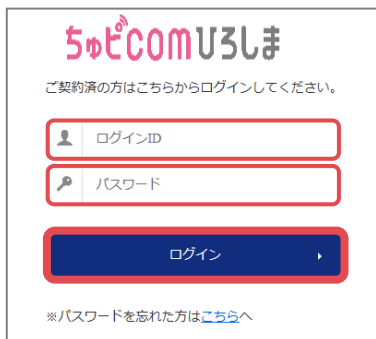 ちゅピCOMひろしま
ご契約済の方はこちらからログインしてください。
ログインID
パスワード
ログイン
※パスワードを忘れた方はこちらへ